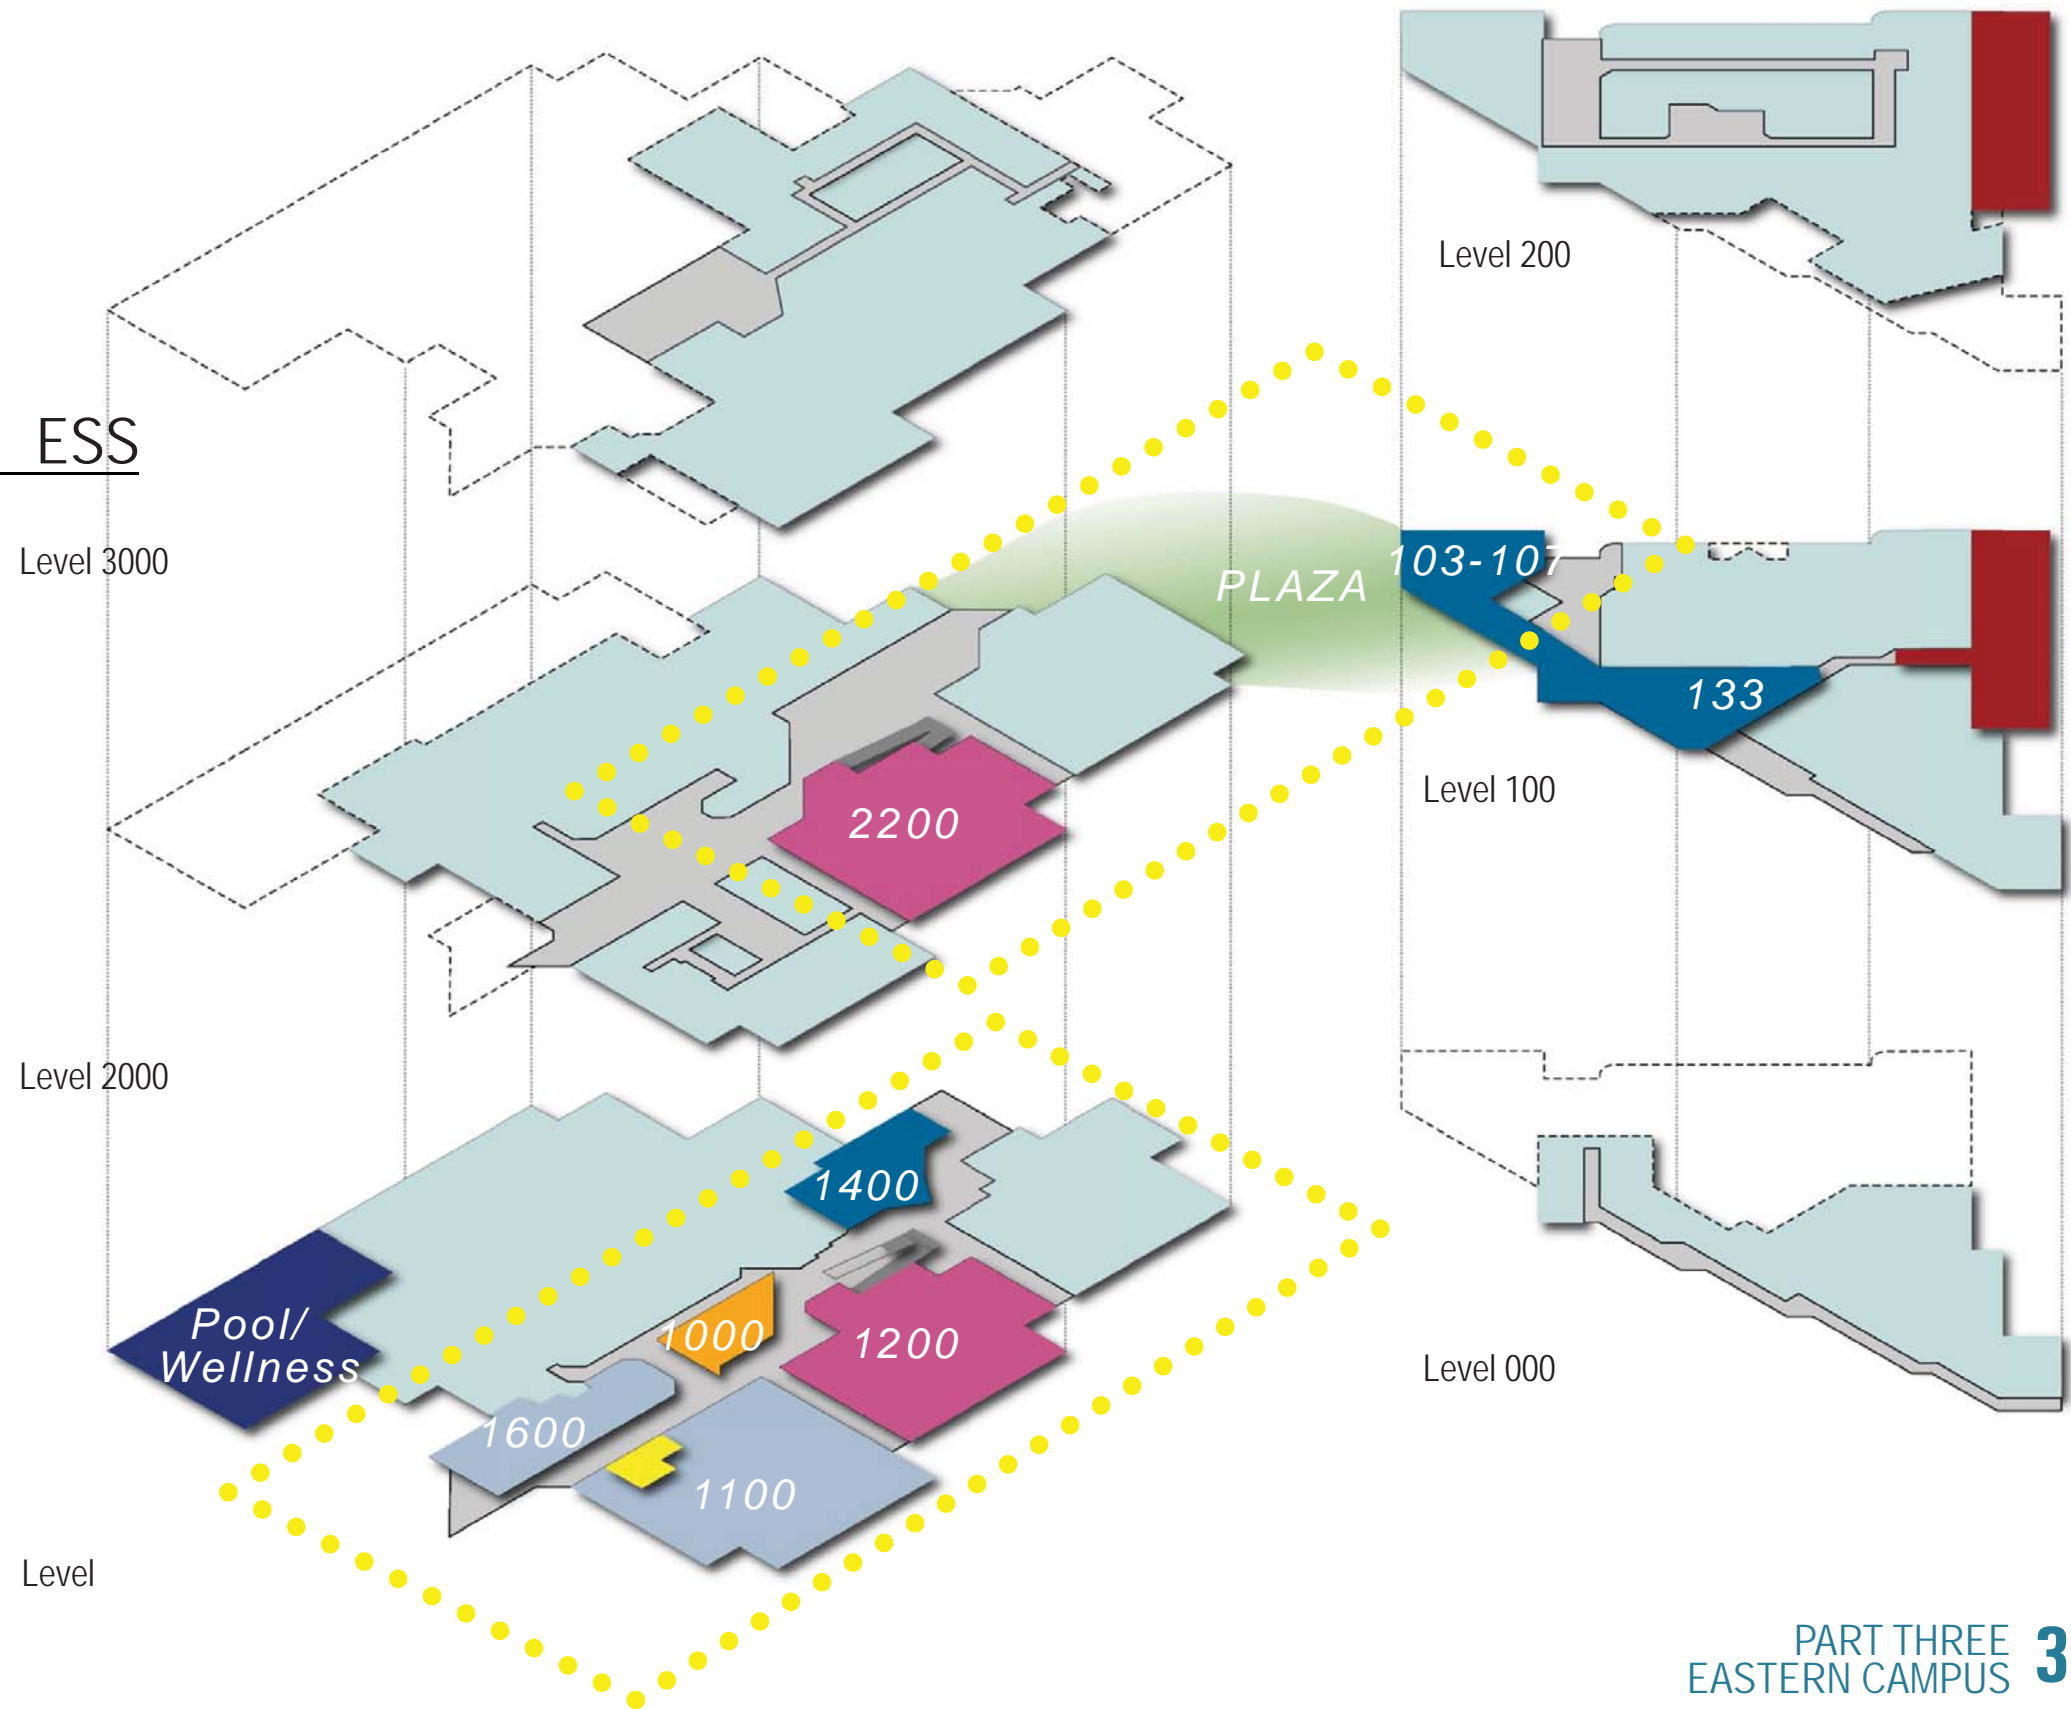 Level 200
ESS
Level 3000
103-107
PLAZA
133
Level 100
2200
Level 2000
1400
Pool/
Wellness
1000
1200
Level 000
1600
1100
Level
PART THREE
EASTERN CAMPUS 3